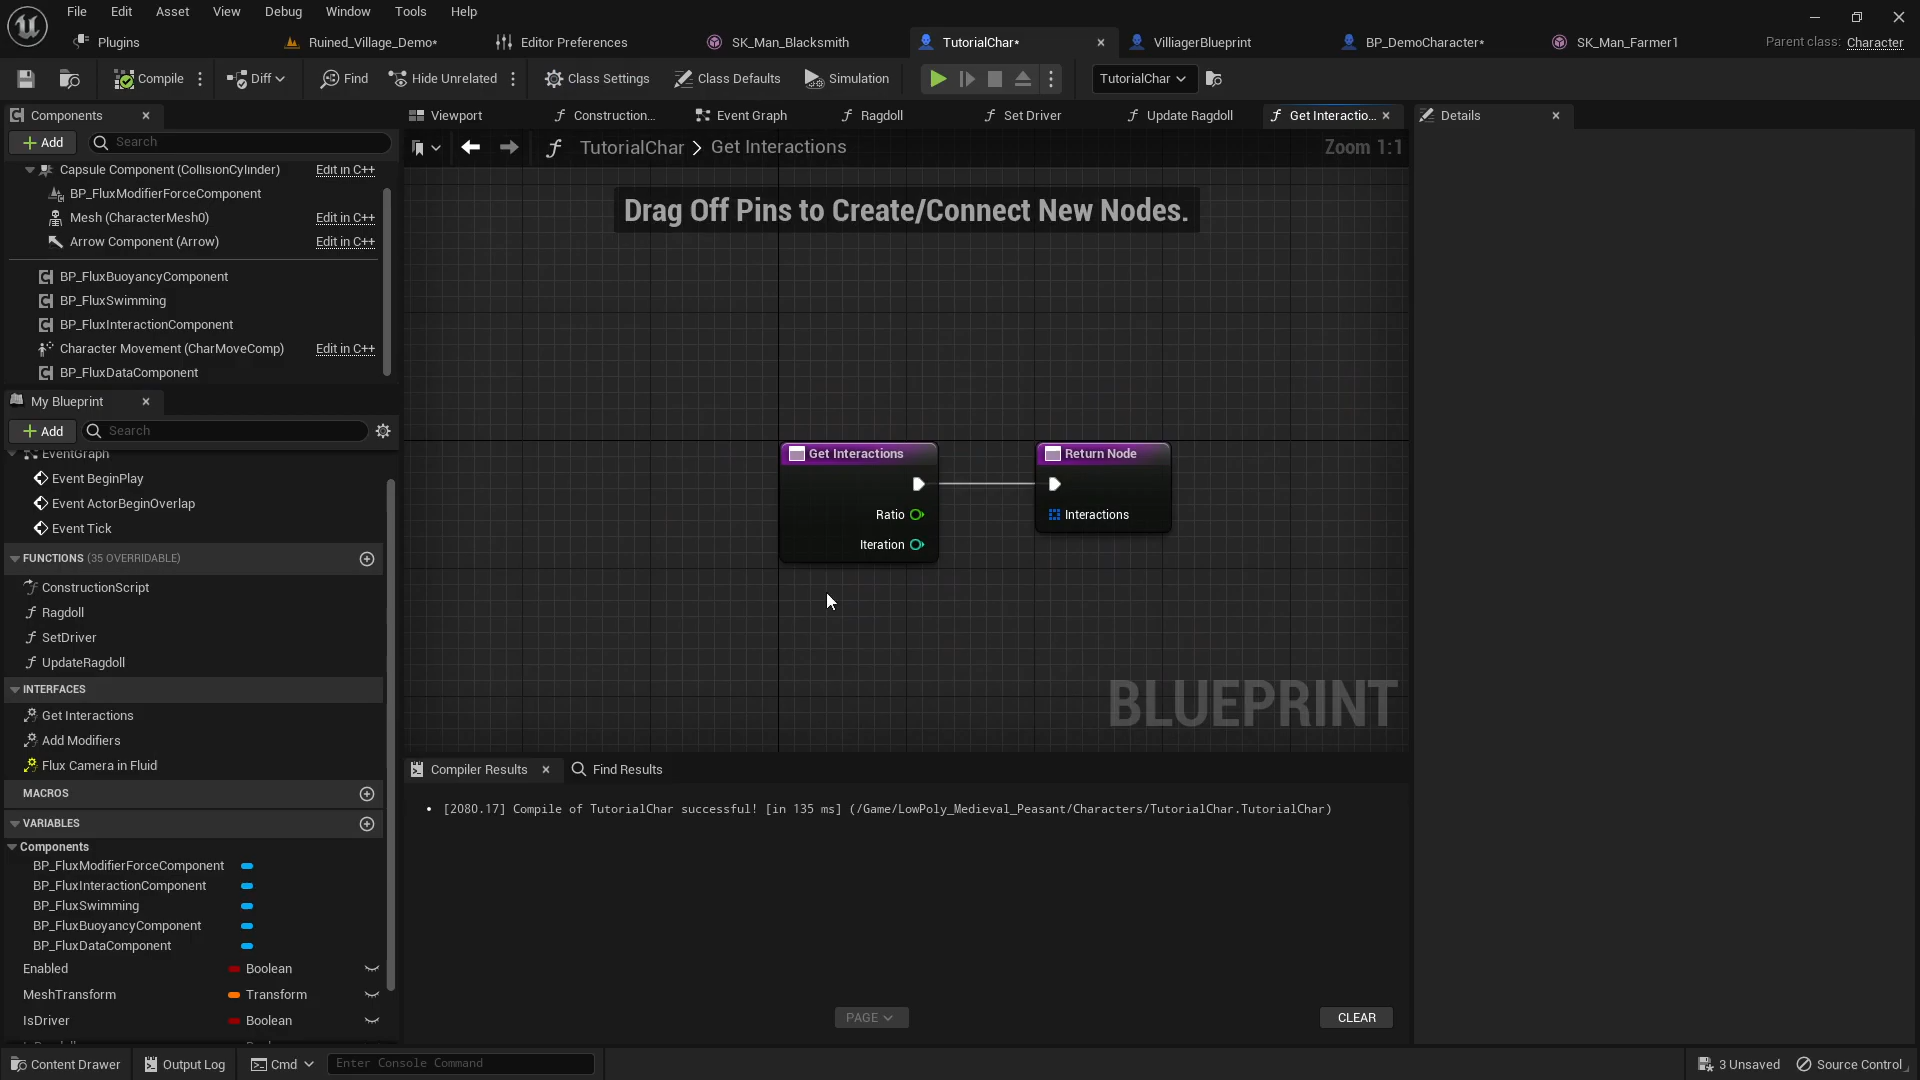 File Edit Asset View Debug Window Tools Help
Plugins Ruined_Village_Demo* Editor Preferences SK_Man_Blacksmith TutorialChar* VilliagerBlueprint BP_DemoCharacter* SK_Man_Farmer1 Parent class: Character
Compile Diff Find Hide Unrelated Class Settings Class Defaults Simulation TutorialChar
Components
Add Search
Capsule Component (CollisionCylinder) Edit in C++
BP_FluxModifierForceComponent
Mesh (CharacterMesh0) Edit in C++
Arrow Component (Arrow) Edit in C++
BP_FluxBuoyancyComponent
BP_FluxSwimming
BP_FluxInteractionComponent
Character Movement (CharMoveComp) Edit in C++
BP_FluxDataComponent
My Blueprint
Add Search
EventGraph
Event BeginPlay
Event ActorBeginOverlap
Event Tick
FUNCTIONS (35 OVERRIDABLE)
ConstructionScript
Ragdoll
SetDriver
UpdateRagdoll
INTERFACES
Get Interactions
Add Modifiers
Flux Camera in Fluid
MACROS
VARIABLES
Components
BP_FluxModifierForceComponent
BP_FluxInteractionComponent
BP_FluxSwimming
BP_FluxBuoyancyComponent
BP_FluxDataComponent
Enabled Boolean
MeshTransform Transform
IsDriver Boolean
Viewport Construction... Event Graph Ragdoll Set Driver Update Ragdoll Get Interactio...
TutorialChar > Get Interactions Zoom 1:1
Drag Off Pins to Create/Connect New Nodes.
Get Interactions
Ratio
Iteration
Return Node
Interactions
BLUEPRINT
Compiler Results Find Results
• [2080.17] Compile of TutorialChar successful! [in 135 ms] (/Game/LowPoly_Medieval_Peasant/Characters/TutorialChar.TutorialChar)
PAGE CLEAR
Details
Content Drawer Output Log Cmd Enter Console Command 3 Unsaved Source Control